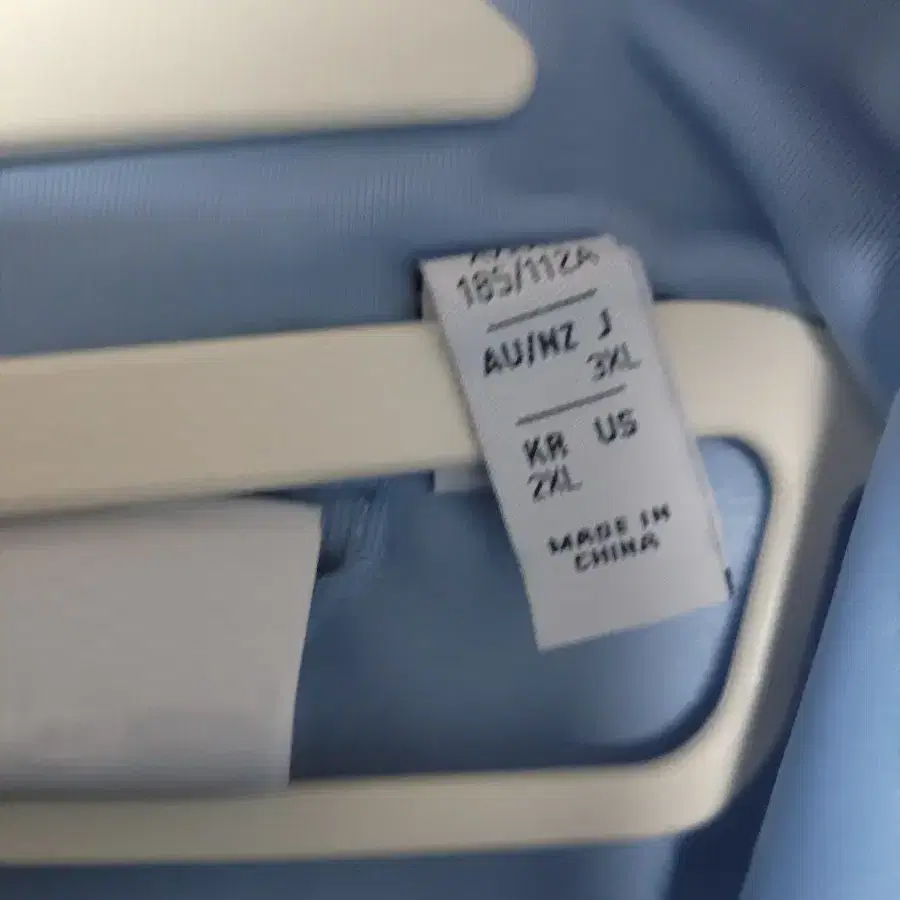 185/112A
AU/NZ J
3XL
KR US
2XL
MADE IN
CHINA